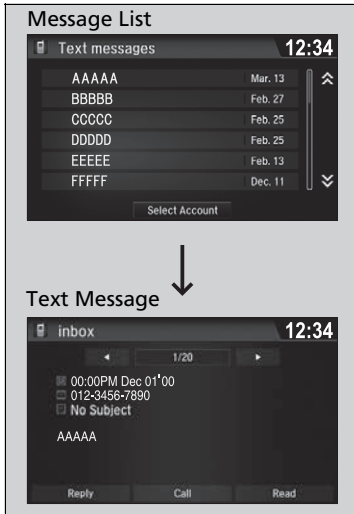 Message List
Text messages 12:34
AAAAA Mar. 13
BBBBB Feb. 27
CCCCC Feb. 25
DDDDD Feb. 25
EEEEE Feb. 13
FFFFF Dec. 11
Select Account
Text Message
inbox 12:34
1/20
00:00PM Dec 01'00
012-3456-7890
No Subject
AAAAA
Reply Call Read